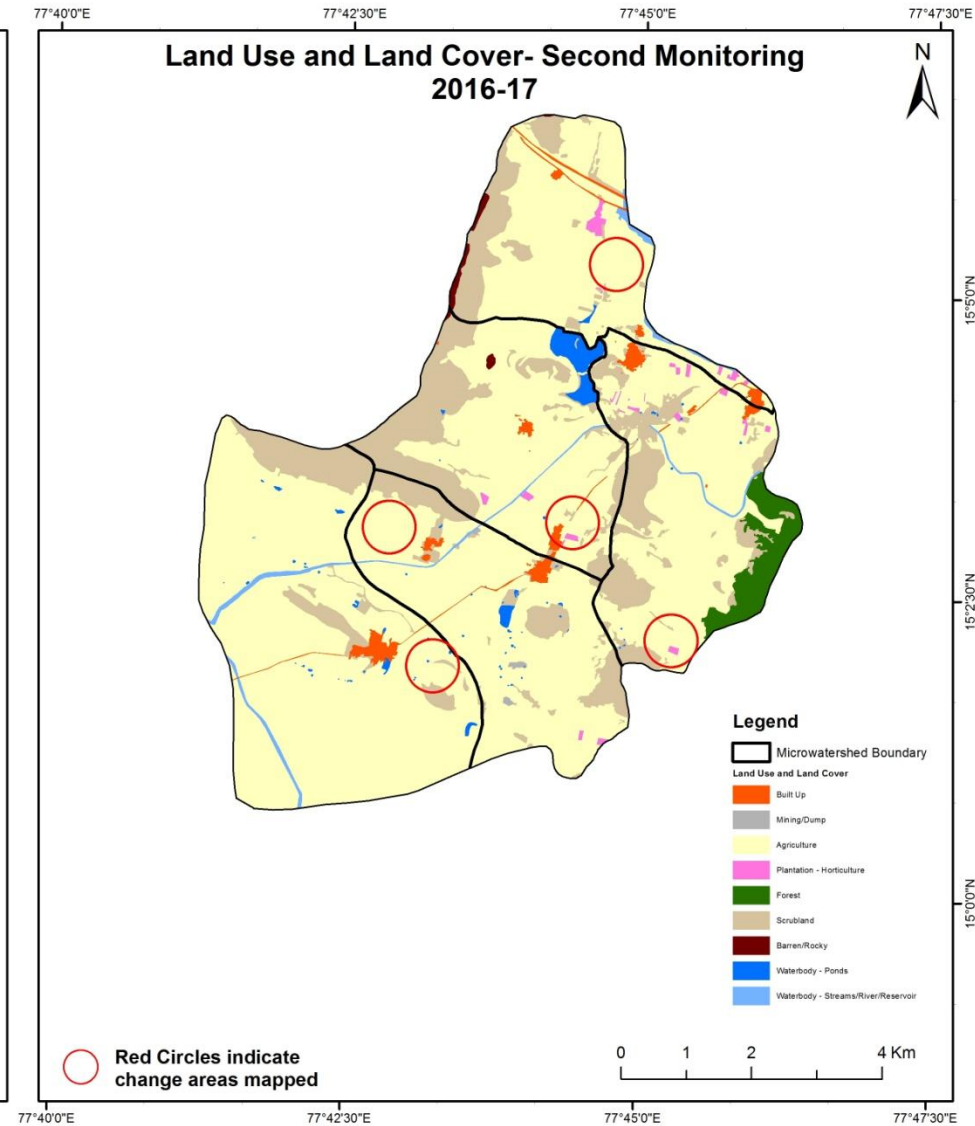 77°40'0"E 77°42'30"E 77°45'0"E 77°47'30"E
Land Use and Land Cover- Second Monitoring
2016-17
N
15°5'0"N
15°2'30"N
15°0'0"N
Legend
Microwatershed Boundary
Land Use and Land Cover
Built Up
Mining/Dump
Agriculture
Plantation - Horticulture
Forest
Scrubland
Barren/Rocky
Waterbody - Ponds
Waterbody - Streams/River/Reservoir
Red Circles indicate
change areas mapped
0 1 2 4 Km
77°40'0"E 77°42'30"E 77°45'0"E 77°47'30"E